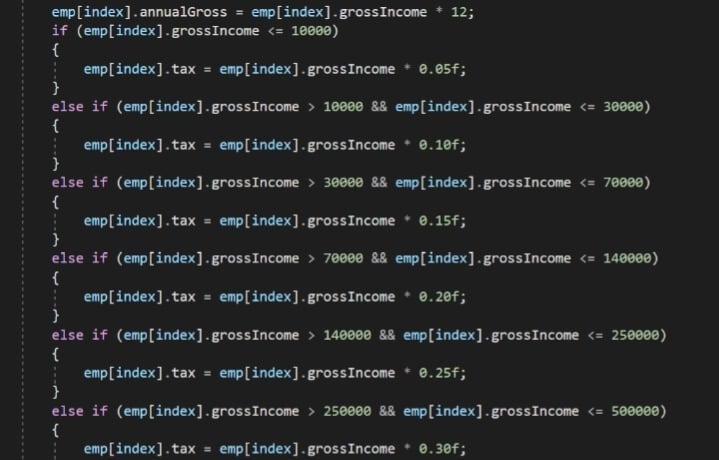 emp[index].annualGross = emp[index].grossIncome * 12;
if (emp[index].grossIncome <= 10000)
{
emp[index].tax = emp[index].grossIncome * 0.05f;
}
else if (emp[index].grossIncome > 10000 && emp[index].grossIncome <= 30000)
{
emp[index].tax = emp[index].grossIncome * 0.10f;
}
else if (emp[index].grossIncome > 30000 && emp[index].grossIncome <= 70000)
{
emp[index].tax = emp[index].grossIncome * 0.15f;
}
else if (emp[index].grossIncome > 70000 && emp[index].grossIncome <= 140000)
{
emp[index].tax = emp[index].grossIncome * 0.20f;
}
else if (emp[index].grossIncome > 140000 && emp[index].grossIncome <= 250000)
{
emp[index].tax = emp[index].grossIncome * 0.25f;
}
else if (emp[index].grossIncome > 250000 && emp[index].grossIncome <= 500000)
{
emp[index].tax = emp[index].grossIncome * 0.30f;